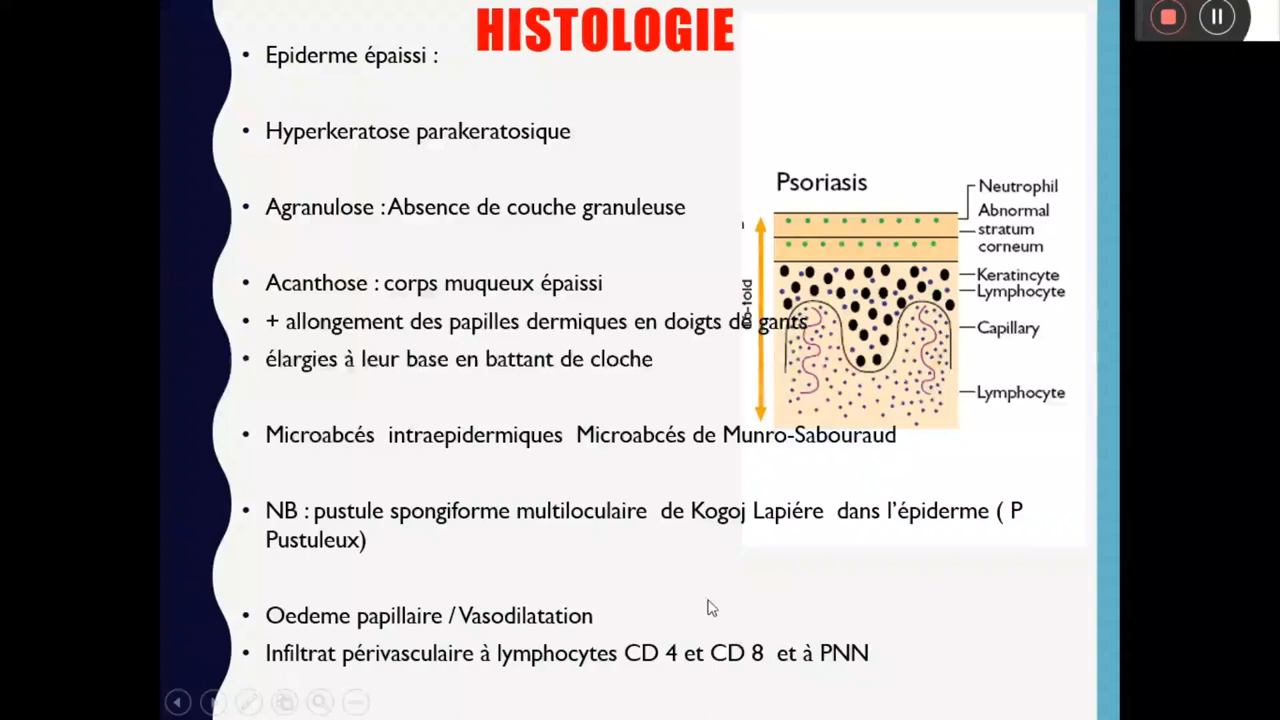 HISTOLOGIE
• Epiderme épaissi :
• Hyperkeratose parakeratosique
• Agranulose : Absence de couche granuleuse
• Acanthose : corps muqueux épaissi
• + allongement des papilles dermiques en doigts de gants
• élargies à leur base en battant de cloche
• Microabcés intraepidermiques Microabcés de Munro-Sabouraud
• NB : pustule spongiforme multiloculaire de Kogoj Lapiére dans l'épiderme ( P
Pustuleux)
• Oedeme papillaire / Vasodilatation
• Infiltrat périvasculaire à lymphocytes CD 4 et CD 8 et à PNN
Psoriasis
Neutrophil
Abnormal
stratum
corneum
Keratincyte
Lymphocyte
Capillary
Lymphocyte